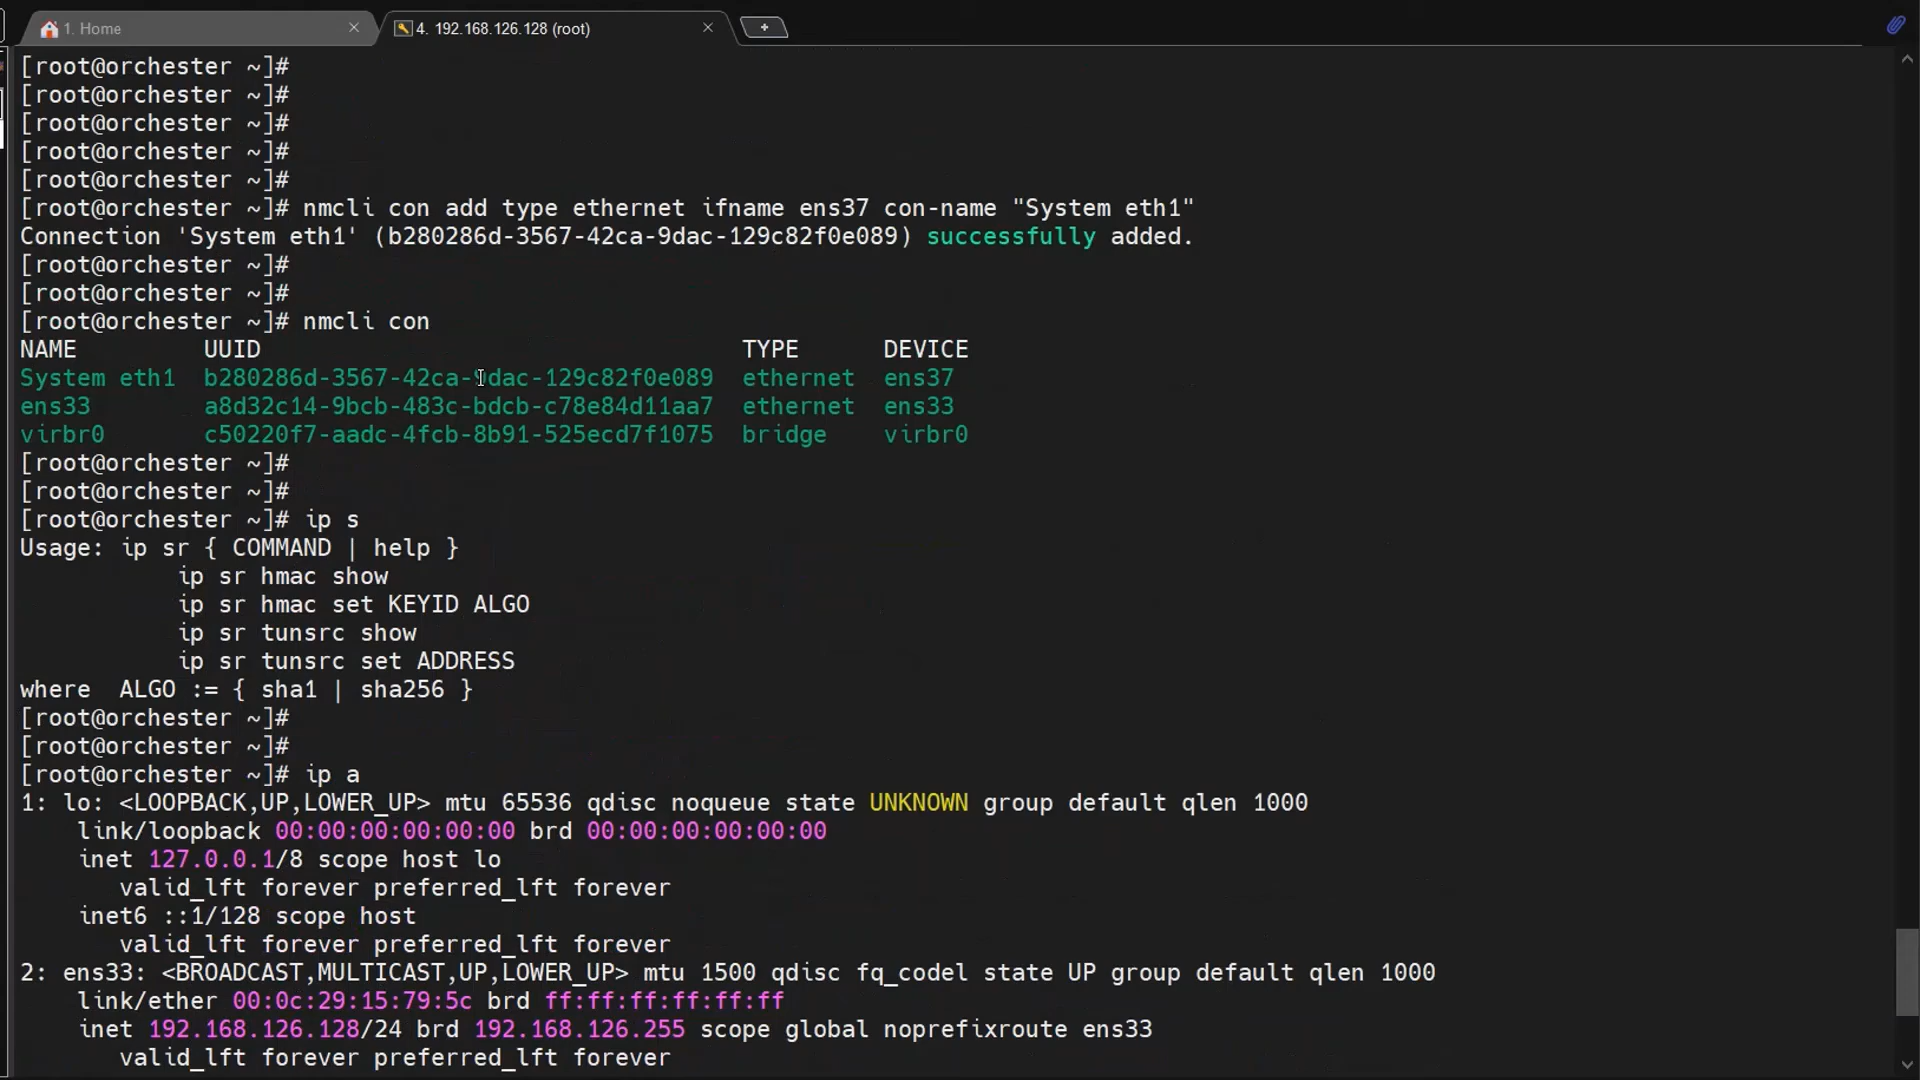 1. Home
4. 192.168.126.128 (root)
[root@orchester ~]#
[root@orchester ~]#
[root@orchester ~]#
[root@orchester ~]#
[root@orchester ~]#
[root@orchester ~]# nmcli con add type ethernet ifname ens37 con-name "System eth1"
Connection 'System eth1' (b280286d-3567-42ca-9dac-129c82f0e089) successfully added.
[root@orchester ~]#
[root@orchester ~]#
[root@orchester ~]# nmcli con
NAME UUID TYPE DEVICE
System eth1 b280286d-3567-42ca-9dac-129c82f0e089 ethernet ens37
ens33 a8d32c14-9bcb-483c-bdcb-c78e84d11aa7 ethernet ens33
virbr0 c50220f7-aadc-4fcb-8b91-525ecd7f1075 bridge virbr0
[root@orchester ~]#
[root@orchester ~]#
[root@orchester ~]# ip s
Usage: ip sr { COMMAND | help }
ip sr hmac show
ip sr hmac set KEYID ALGO
ip sr tunsrc show
ip sr tunsrc set ADDRESS
where ALGO := { sha1 | sha256 }
[root@orchester ~]#
[root@orchester ~]#
[root@orchester ~]# ip a
1: lo: <LOOPBACK,UP,LOWER_UP> mtu 65536 qdisc noqueue state UNKNOWN group default qlen 1000
link/loopback 00:00:00:00:00:00 brd 00:00:00:00:00:00
inet 127.0.0.1/8 scope host lo
valid_lft forever preferred_lft forever
inet6 ::1/128 scope host
valid_lft forever preferred_lft forever
2: ens33: <BROADCAST,MULTICAST,UP,LOWER_UP> mtu 1500 qdisc fq_codel state UP group default qlen 1000
link/ether 00:0c:29:15:79:5c brd ff:ff:ff:ff:ff:ff
inet 192.168.126.128/24 brd 192.168.126.255 scope global noprefixroute ens33
valid_lft forever preferred_lft forever